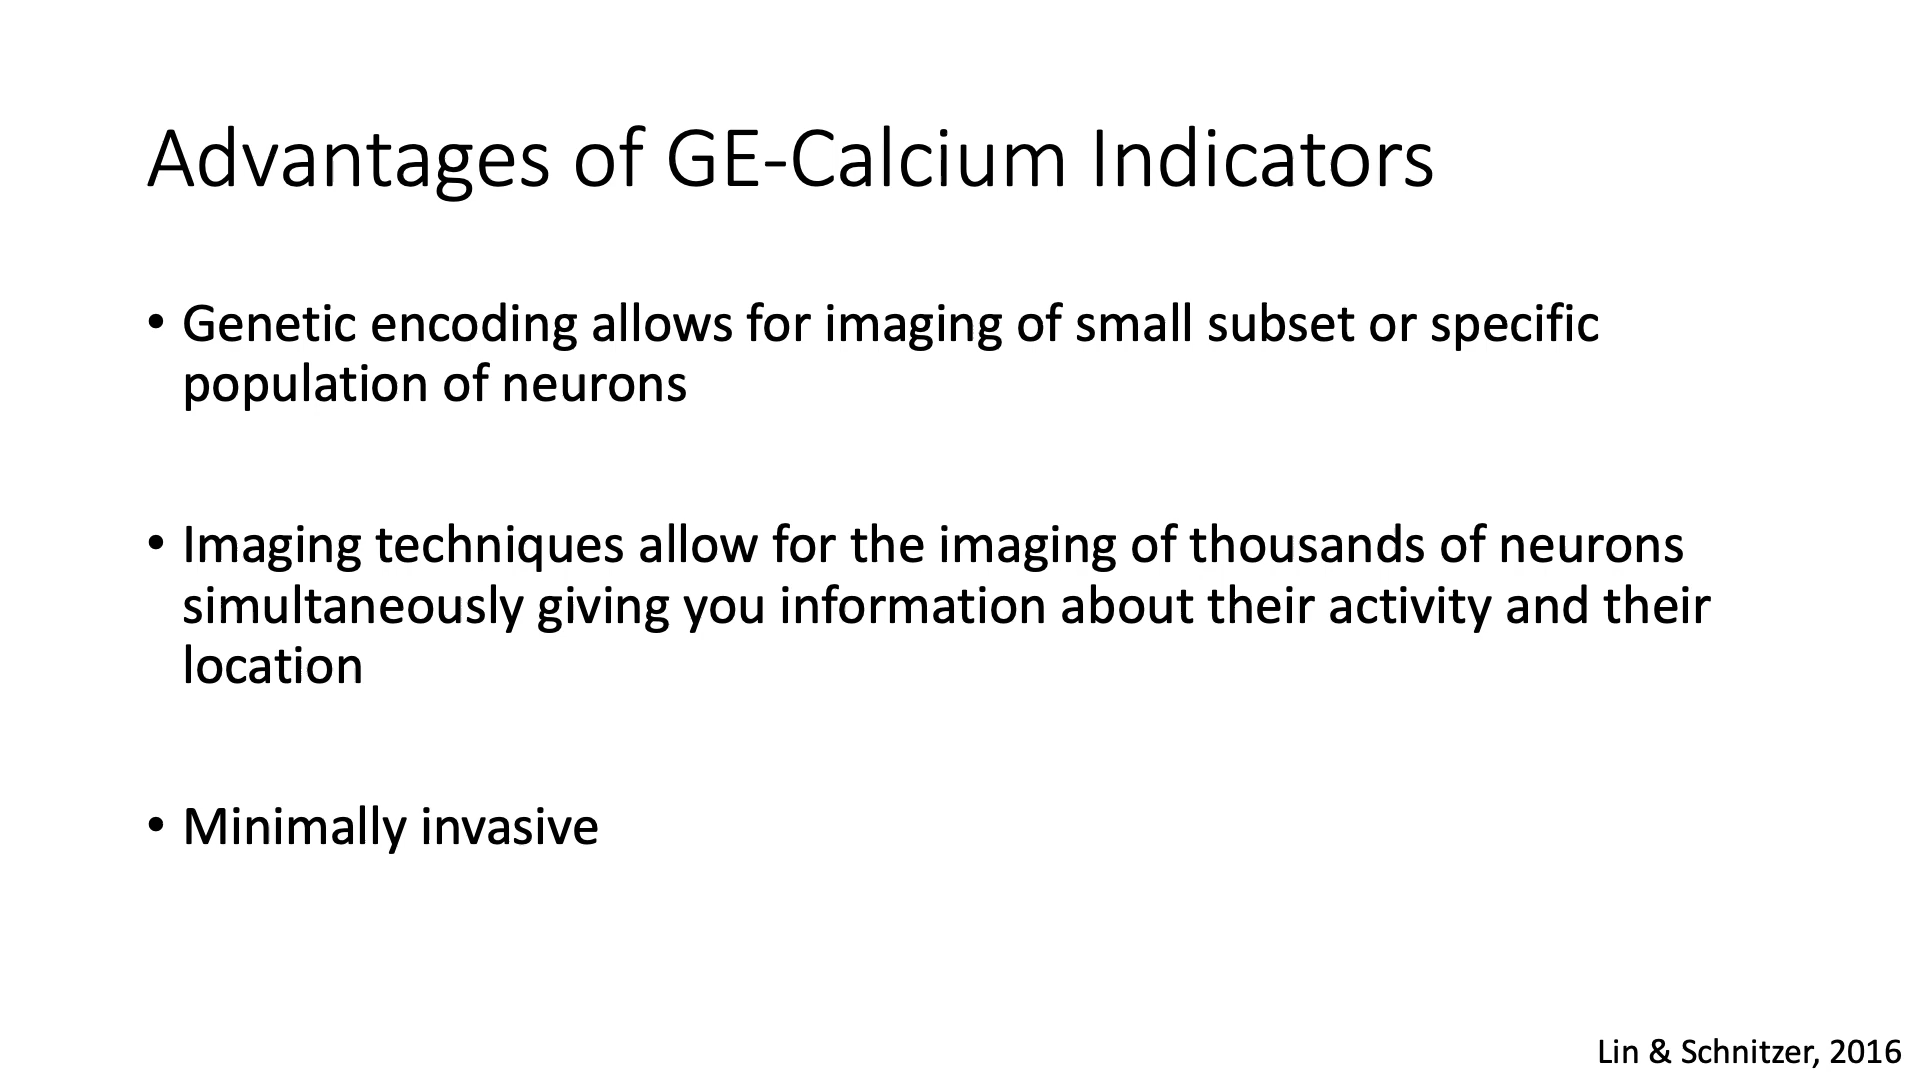 Advantages of GE-Calcium Indicators
• Genetic encoding allows for imaging of small subset or specific
population of neurons
• Imaging techniques allow for the imaging of thousands of neurons
simultaneously giving you information about their activity and their
location
• Minimally invasive
Lin & Schnitzer, 2016